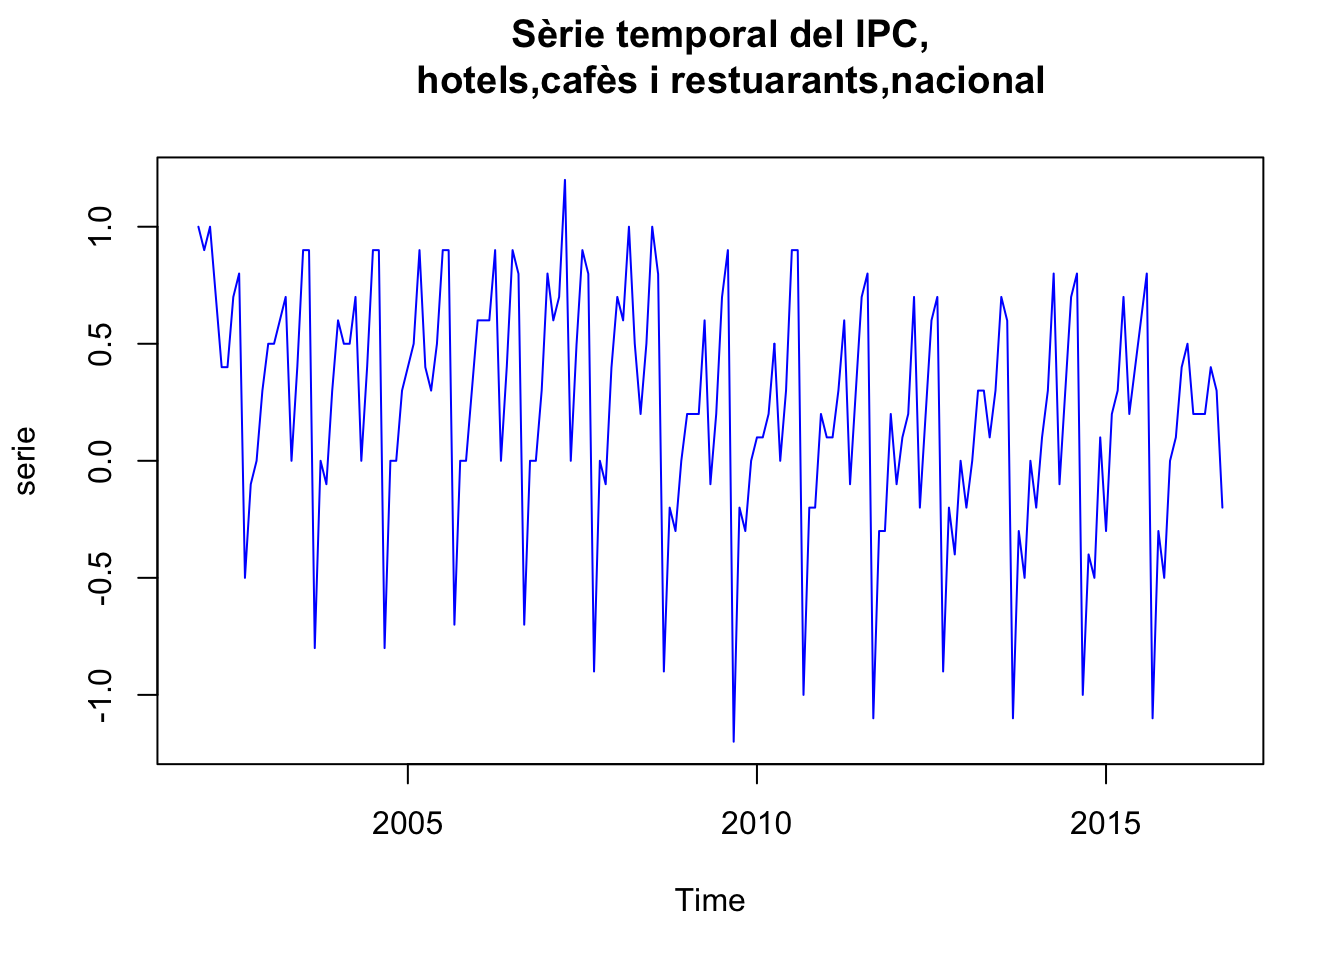 Sèrie temporal del IPC,
hotels,cafès i restuarants,nacional
serie
1.0
0.5
0.0
-0.5
-1.0
2005 2010 2015
Time